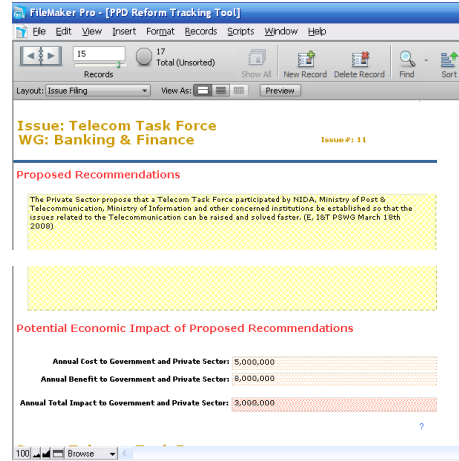 FileMaker Pro - [PPD Reform Tracking Tool]
File Edit View Insert Format Records Scripts Window Help
15
17
Total (Unsorted)
Records
Show All New Record Delete Record Find Sort
Layout: Issue Filing View As: Preview
Issue: Telecom Task Force
WG: Banking & Finance
Issue#: 11
Proposed Recommendations
The Private Sector propose that a Telecom Task Force participated by NIDA, Ministry of Post &
Telecommunication, Ministry of Information and other concerned institutions be established so that the
issues related to the Telecommunication can be raised and solved faster. (E, I&T PSWG March 18th
2008)
Potential Economic Impact of Proposed Recommendations
Annual Cost to Government and Private Sector: 5,000,000
Annual Benefit to Government and Private Sector: 8,000,000
Annual Total Impact to Government and Private Sector: 3,000,000
?
100 Browse